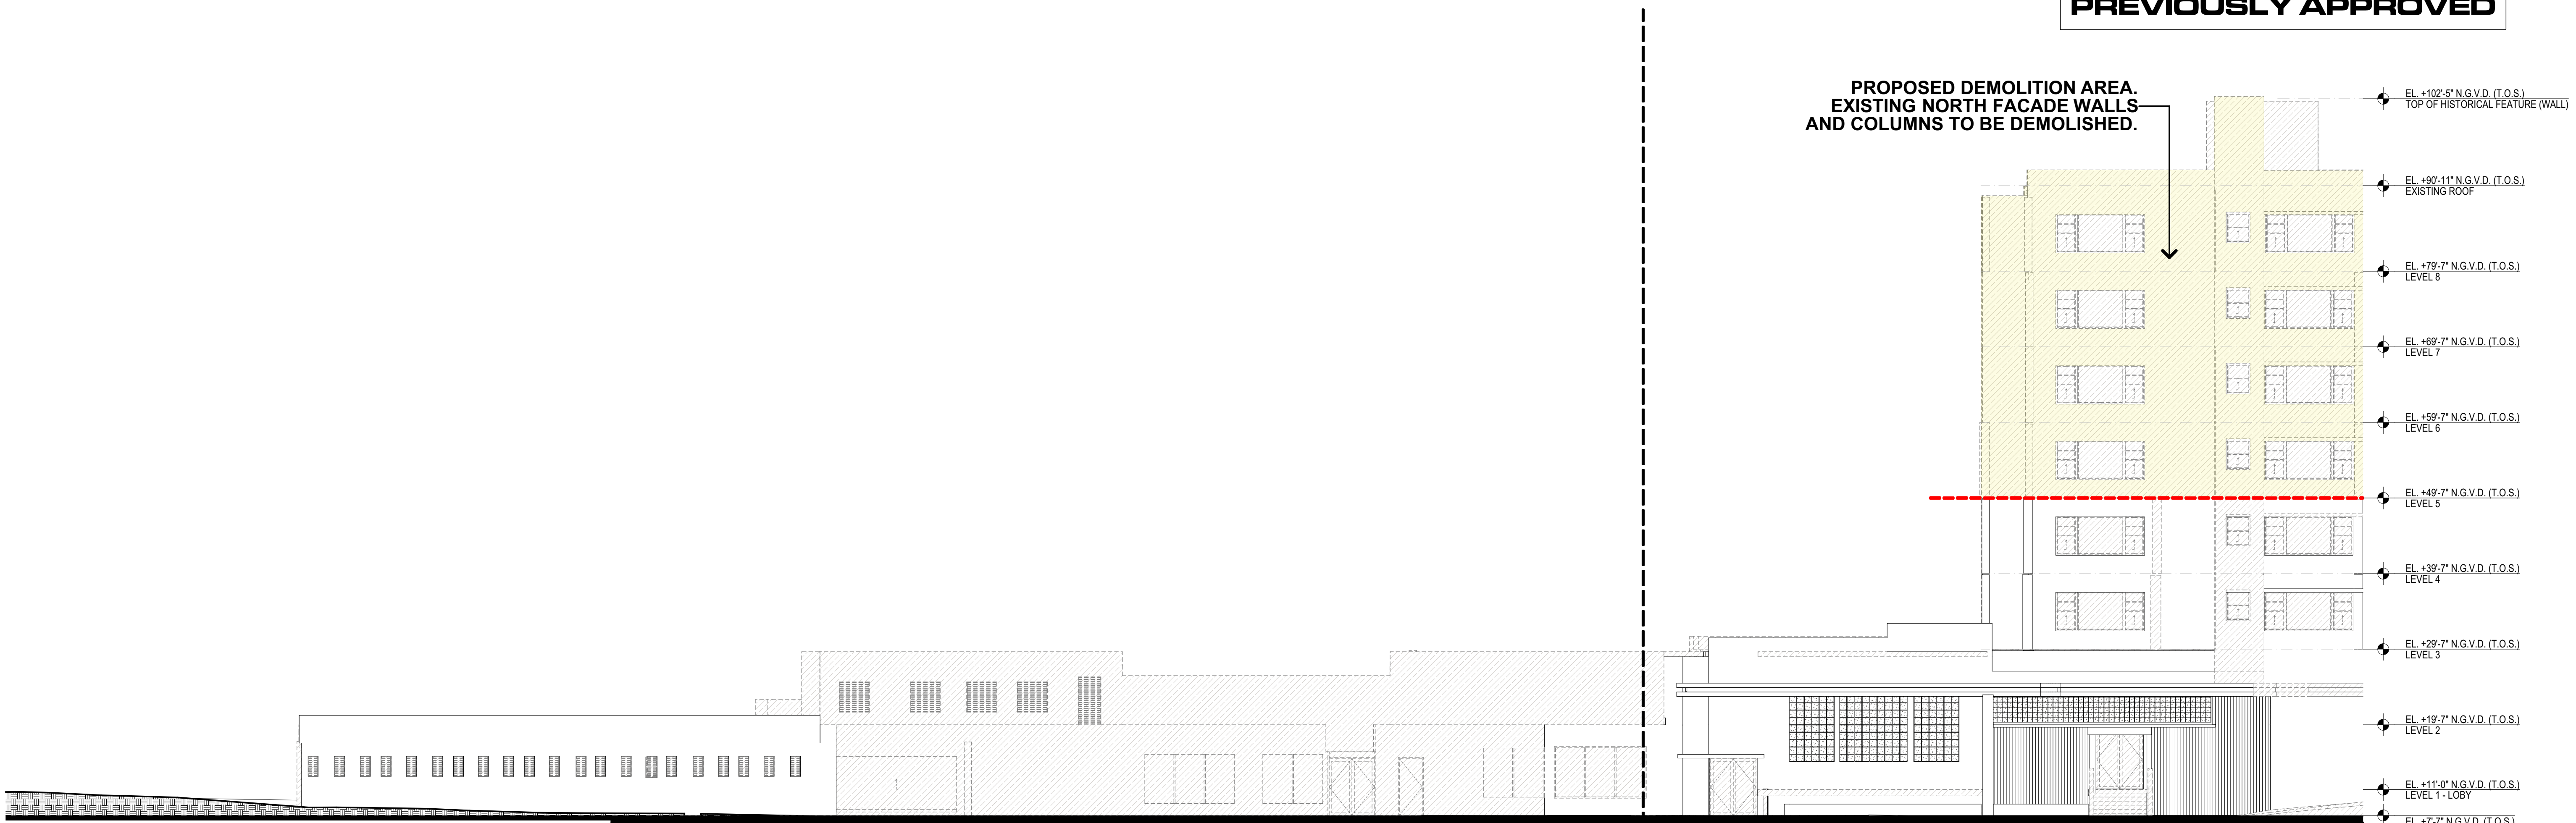 PREVIOUSLY APPROVED
PROPOSED DEMOLITION AREA.
EXISTING NORTH FACADE WALLS
AND COLUMNS TO BE DEMOLISHED.
EL. +102'-5" N.G.V.D. (T.O.S.)
TOP OF HISTORICAL FEATURE (WALL)
EL. +90'-11" N.G.V.D. (T.O.S.)
EXISTING ROOF
EL. +79'-7" N.G.V.D. (T.O.S.)
LEVEL 8
EL. +69'-7" N.G.V.D. (T.O.S.)
LEVEL 7
EL. +59'-7" N.G.V.D. (T.O.S.)
LEVEL 6
EL. +49'-7" N.G.V.D. (T.O.S.)
LEVEL 5
EL. +39'-7" N.G.V.D. (T.O.S.)
LEVEL 4
EL. +29'-7" N.G.V.D. (T.O.S.)
LEVEL 3
EL. +19'-7" N.G.V.D. (T.O.S.)
LEVEL 2
EL. +11'-0" N.G.V.D. (T.O.S.)
LEVEL 1 - LOBY
EL. +7'-7" N.G.V.D. (T.O.S.)